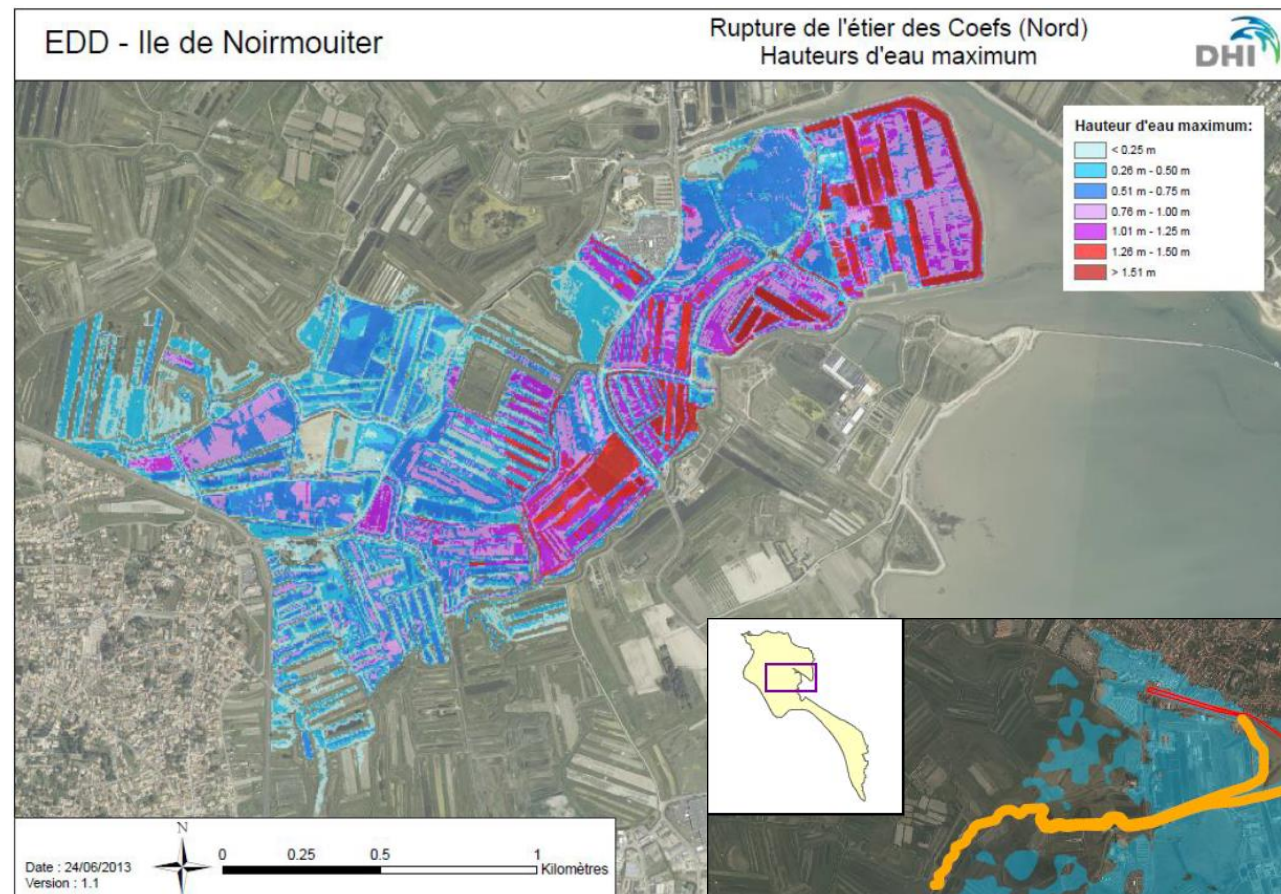 EDD - Ile de Noirmouiter
Rupture de l'étier des Coefs (Nord)
Hauteurs d'eau maximum
DHI
Hauteur d'eau maximum:
< 0.25 m
0.26 m - 0.50 m
0.51 m - 0.75 m
0.76 m - 1.00 m
1.01 m - 1.25 m
1.26 m - 1.50 m
> 1.51 m
Date : 24/06/2013
Version : 1.1
N
0 0.25 0.5 1
Kilomètres